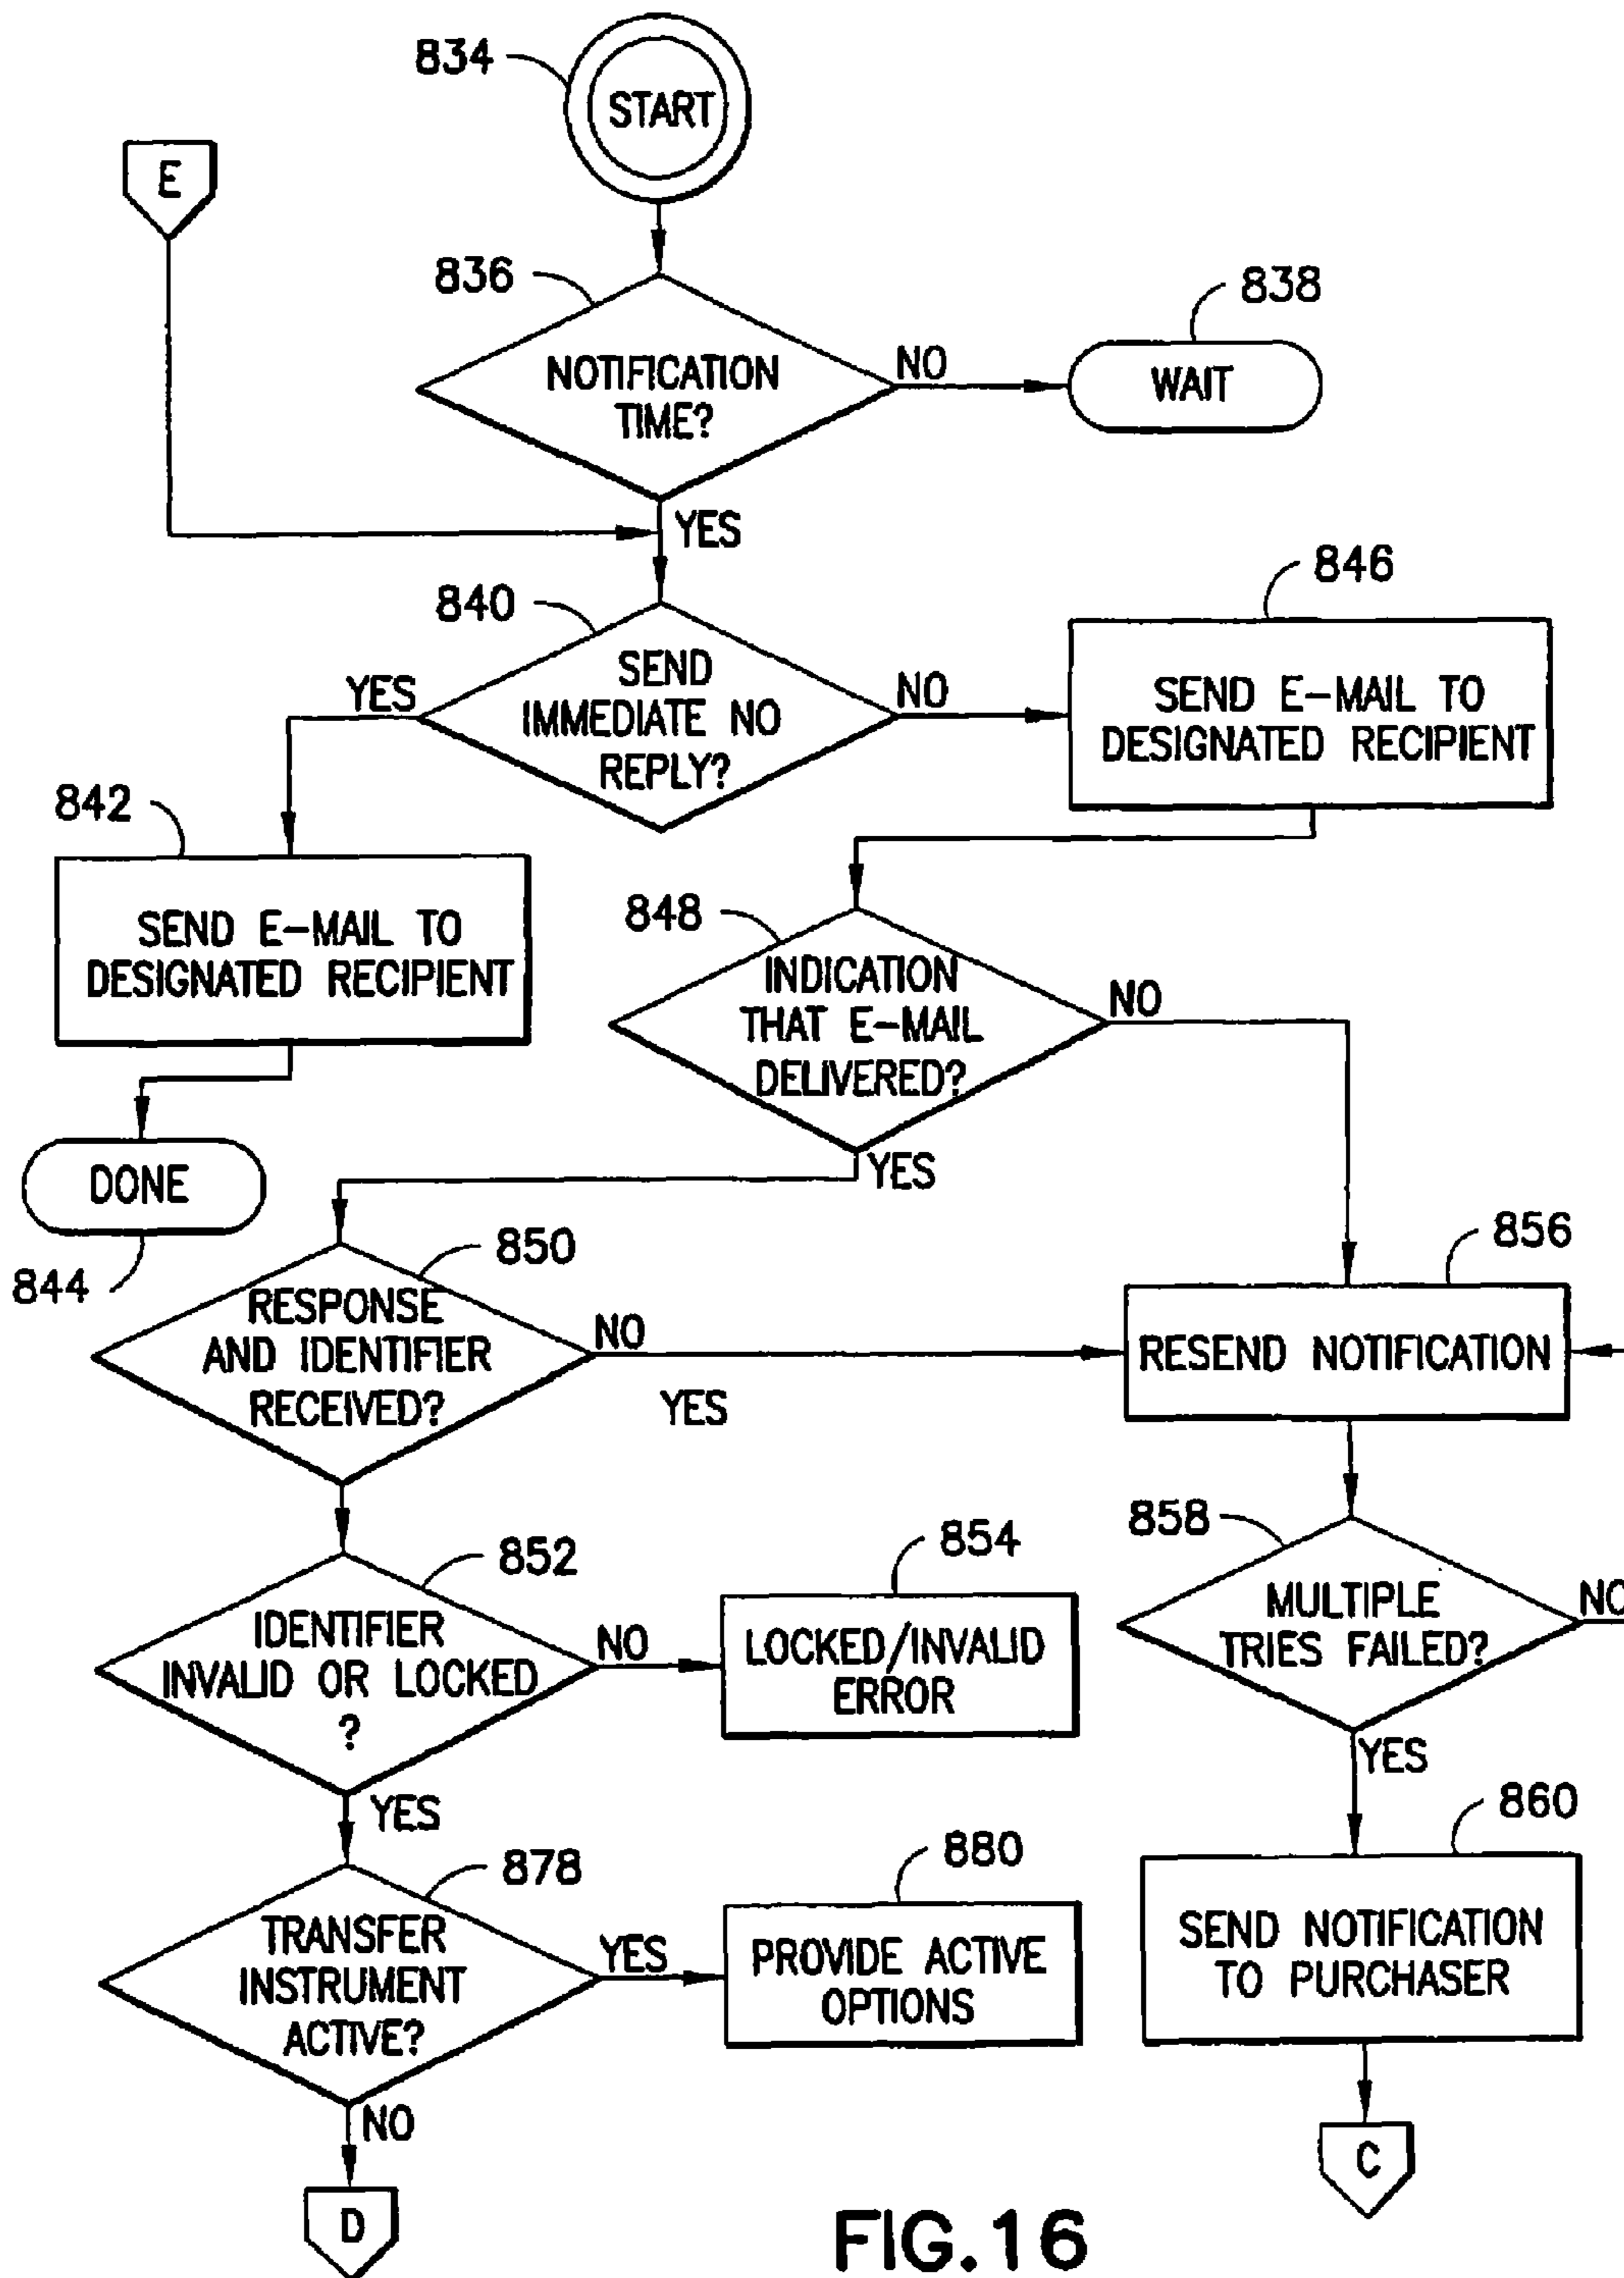 834
START
E
836
838
NOTIFICATION
TIME?
NO
WAIT
YES
840
846
SEND
IMMEDIATE NO
REPLY?
YES
NO
SEND E-MAIL TO
DESIGNATED RECIPIENT
842
SEND E-MAIL TO
DESIGNATED RECIPIENT
848
INDICATION
THAT E-MAIL
DELIVERED?
NO
YES
DONE
844
850
856
RESPONSE
AND IDENTIFIER
RECEIVED?
NO
YES
RESEND NOTIFICATION
852
854
858
IDENTIFIER
INVALID OR LOCKED
?
NO
LOCKED/INVALID
ERROR
MULTIPLE
TRIES FAILED?
NO
YES
YES
878
880
860
TRANSFER
INSTRUMENT
ACTIVE?
YES
PROVIDE ACTIVE
OPTIONS
SEND NOTIFICATION
TO PURCHASER
NO
C
D
FIG.16